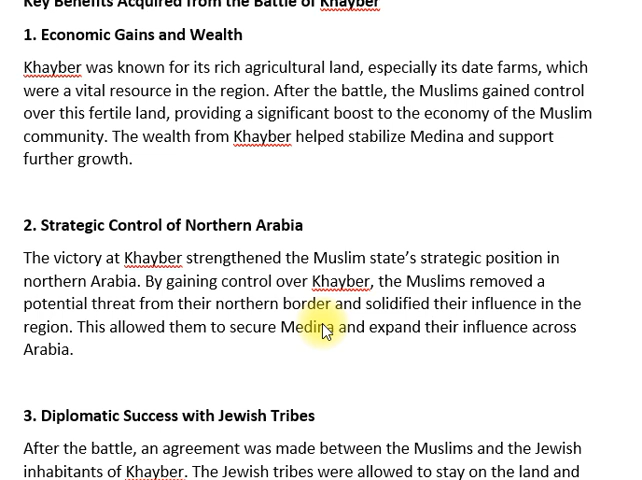 Key Benefits Acquired from the Battle of Khayber
1. Economic Gains and Wealth
Khayber was known for its rich agricultural land, especially its date farms, which
were a vital resource in the region. After the battle, the Muslims gained control
over this fertile land, providing a significant boost to the economy of the Muslim
community. The wealth from Khayber helped stabilize Medina and support
further growth.
2. Strategic Control of Northern Arabia
The victory at Khayber strengthened the Muslim state’s strategic position in
northern Arabia. By gaining control over Khayber, the Muslims removed a
potential threat from their northern border and solidified their influence in the
region. This allowed them to secure Medina and expand their influence across
Arabia.
3. Diplomatic Success with Jewish Tribes
After the battle, an agreement was made between the Muslims and the Jewish
inhabitants of Khayber. The Jewish tribes were allowed to stay on the land and